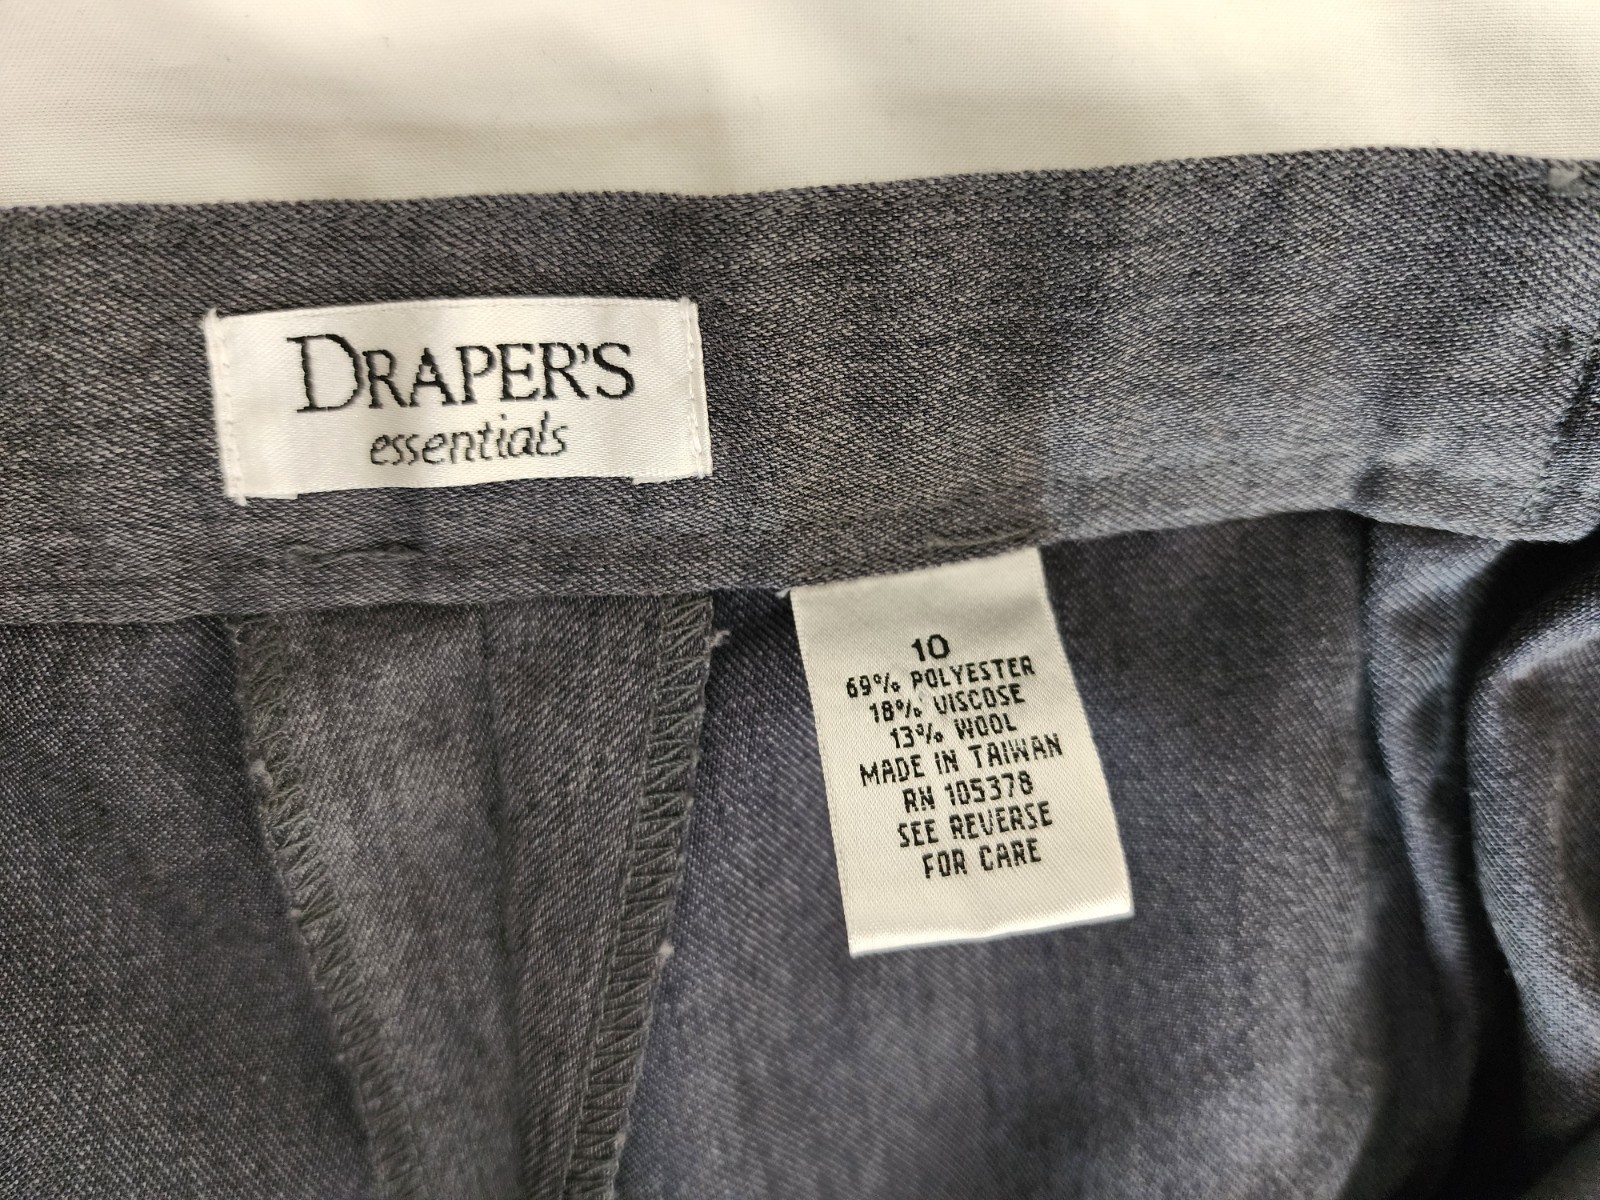 DRAPER'S
essentials
10
69% POLYESTER
18% VISCOSE
13% WOOL
MADE IN TAIWAN
RN 105378
SEE REVERSE
FOR CARE